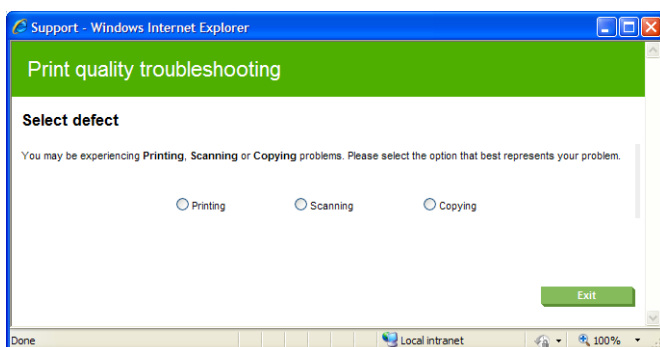 Support - Windows Internet Explorer
Print quality troubleshooting
Select defect
You may be experiencing Printing, Scanning or Copying problems. Please select the option that best represents your problem.
Printing Scanning Copying
Exit
Done Local intranet 100%